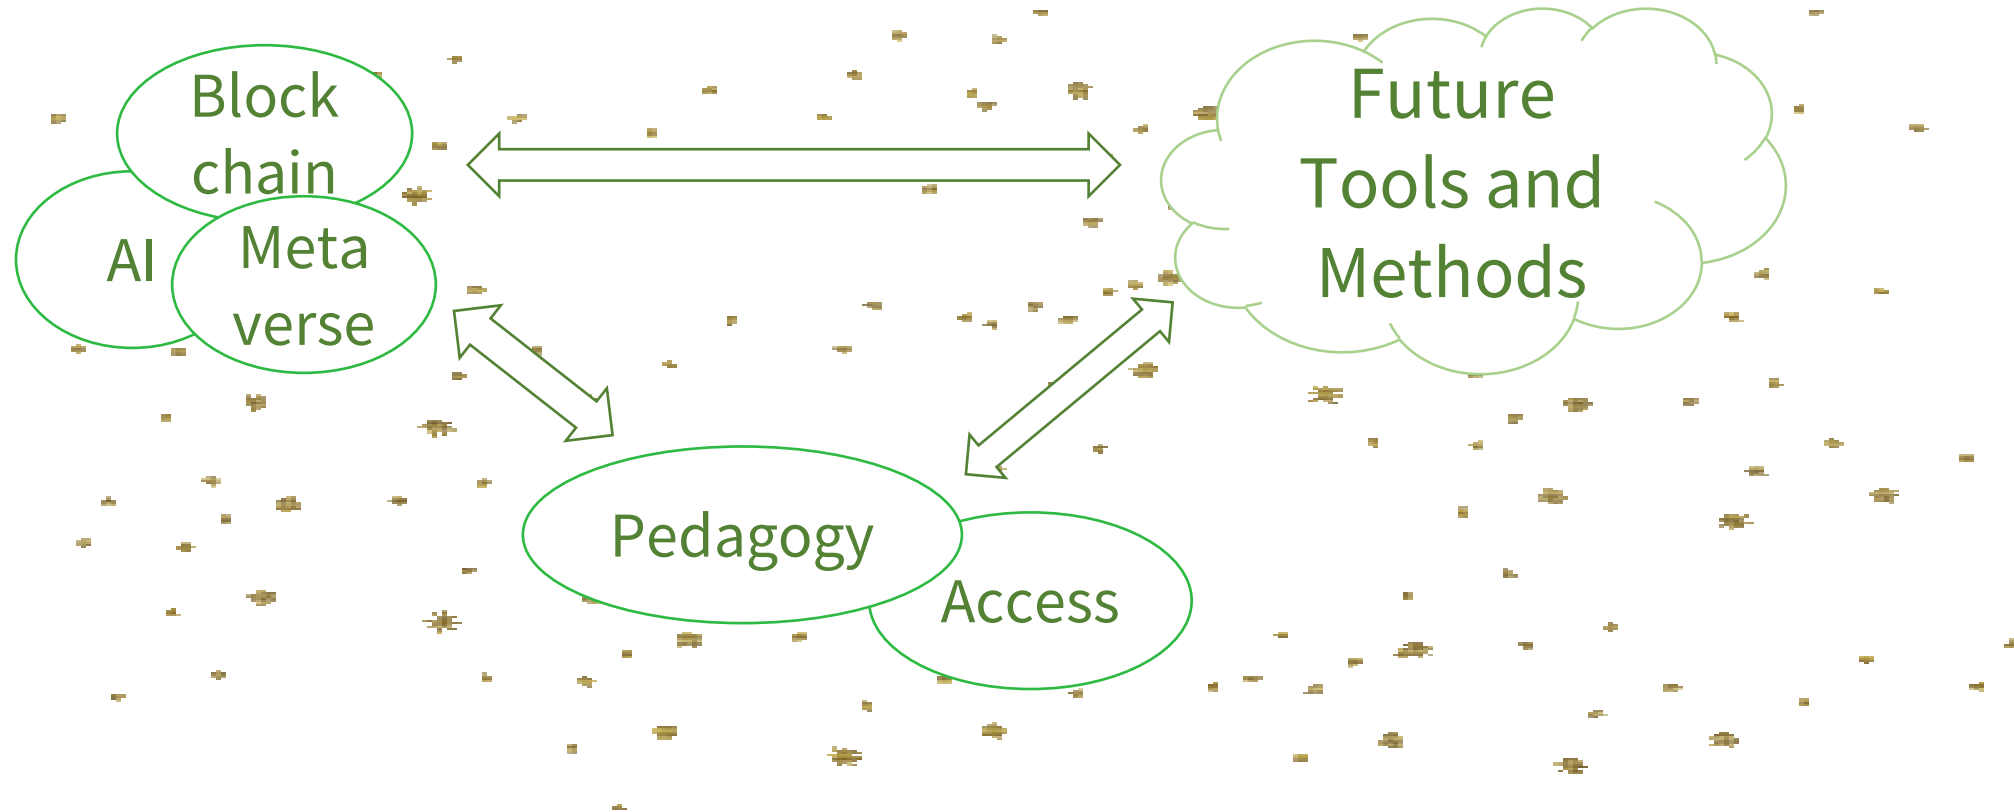 Block
chain
AI
Meta
verse
Future
Tools and
Methods
Pedagogy
Access